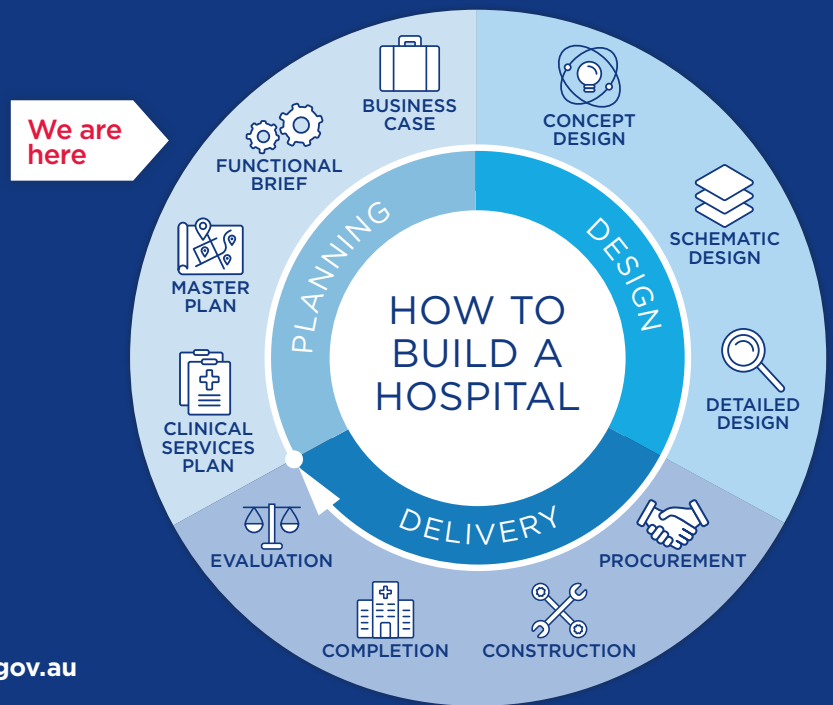 We are
here
BUSINESS
CASE
FUNCTIONAL
BRIEF
MASTER
PLAN
CLINICAL
SERVICES
PLAN
CONCEPT
DESIGN
SCHEMATIC
DESIGN
DETAILED
DESIGN
PROCUREMENT
CONSTRUCTION
COMPLETION
EVALUATION
PLANNING
DESIGN
DELIVERY
HOW TO
BUILD A
HOSPITAL
gov.au